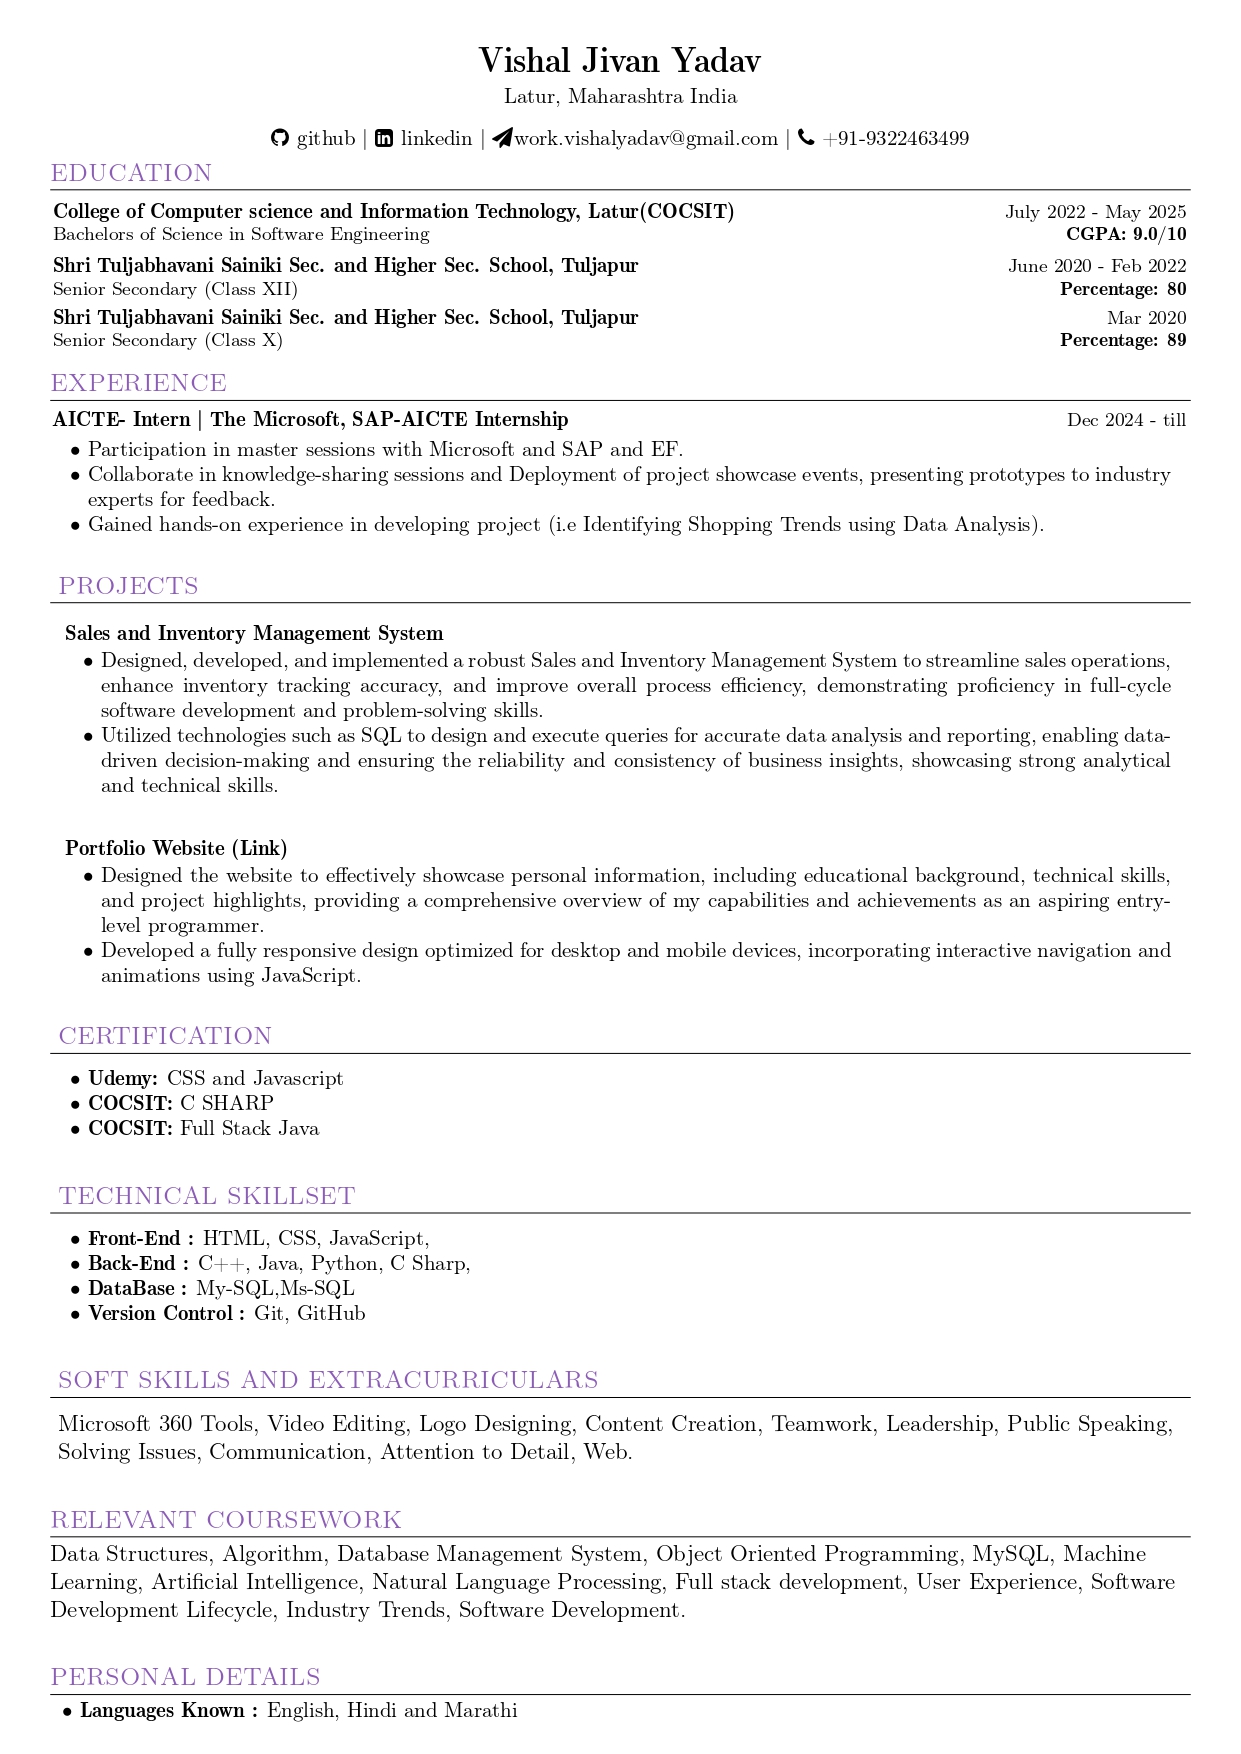 Vishal Jivan Yadav
Latur, Maharashtra India
github | linkedin | work.vishalyadav@gmail.com | +91-9322463499
EDUCATION
College of Computer science and Information Technology, Latur(COCSIT) July 2022 - May 2025
Bachelors of Science in Software Engineering CGPA: 9.0/10
Shri Tuljabhavani Sainiki Sec. and Higher Sec. School, Tuljapur June 2020 - Feb 2022
Senior Secondary (Class XII) Percentage: 80
Shri Tuljabhavani Sainiki Sec. and Higher Sec. School, Tuljapur Mar 2020
Senior Secondary (Class X) Percentage: 89
EXPERIENCE
AICTE- Intern | The Microsoft, SAP-AICTE Internship Dec 2024 - till
• Participation in master sessions with Microsoft and SAP and EF.
• Collaborate in knowledge-sharing sessions and Deployment of project showcase events, presenting prototypes to industry
experts for feedback.
• Gained hands-on experience in developing project (i.e Identifying Shopping Trends using Data Analysis).
PROJECTS
Sales and Inventory Management System
• Designed, developed, and implemented a robust Sales and Inventory Management System to streamline sales operations,
enhance inventory tracking accuracy, and improve overall process efficiency, demonstrating proficiency in full-cycle
software development and problem-solving skills.
• Utilized technologies such as SQL to design and execute queries for accurate data analysis and reporting, enabling data-
driven decision-making and ensuring the reliability and consistency of business insights, showcasing strong analytical
and technical skills.
Portfolio Website (Link)
• Designed the website to effectively showcase personal information, including educational background, technical skills,
and project highlights, providing a comprehensive overview of my capabilities and achievements as an aspiring entry-
level programmer.
• Developed a fully responsive design optimized for desktop and mobile devices, incorporating interactive navigation and
animations using JavaScript.
CERTIFICATION
• Udemy: CSS and Javascript
• COCSIT: C SHARP
• COCSIT: Full Stack Java
TECHNICAL SKILLSET
• Front-End : HTML, CSS, JavaScript,
• Back-End : C++, Java, Python, C Sharp,
• DataBase : My-SQL,Ms-SQL
• Version Control : Git, GitHub
SOFT SKILLS AND EXTRACURRICULARS
Microsoft 360 Tools, Video Editing, Logo Designing, Content Creation, Teamwork, Leadership, Public Speaking,
Solving Issues, Communication, Attention to Detail, Web.
RELEVANT COURSEWORK
Data Structures, Algorithm, Database Management System, Object Oriented Programming, MySQL, Machine
Learning, Artificial Intelligence, Natural Language Processing, Full stack development, User Experience, Software
Development Lifecycle, Industry Trends, Software Development.
PERSONAL DETAILS
• Languages Known : English, Hindi and Marathi